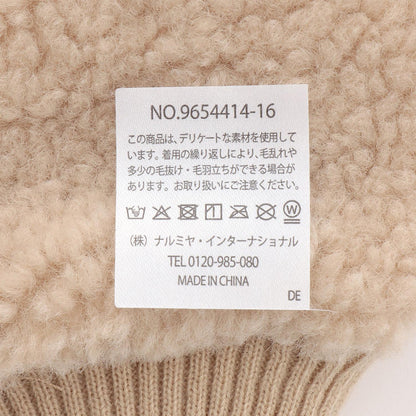 NO.9654414-16
この商品は、デリケートな素材を使用して
います。着用の繰り返しにより、毛乱れや
多少の毛抜け・毛羽立ちができる場合が
あります。お取り扱いにご注意ください。
(株) ナルミヤ・インターナショナル
TEL 0120-985-080
MADE IN CHINA
DE